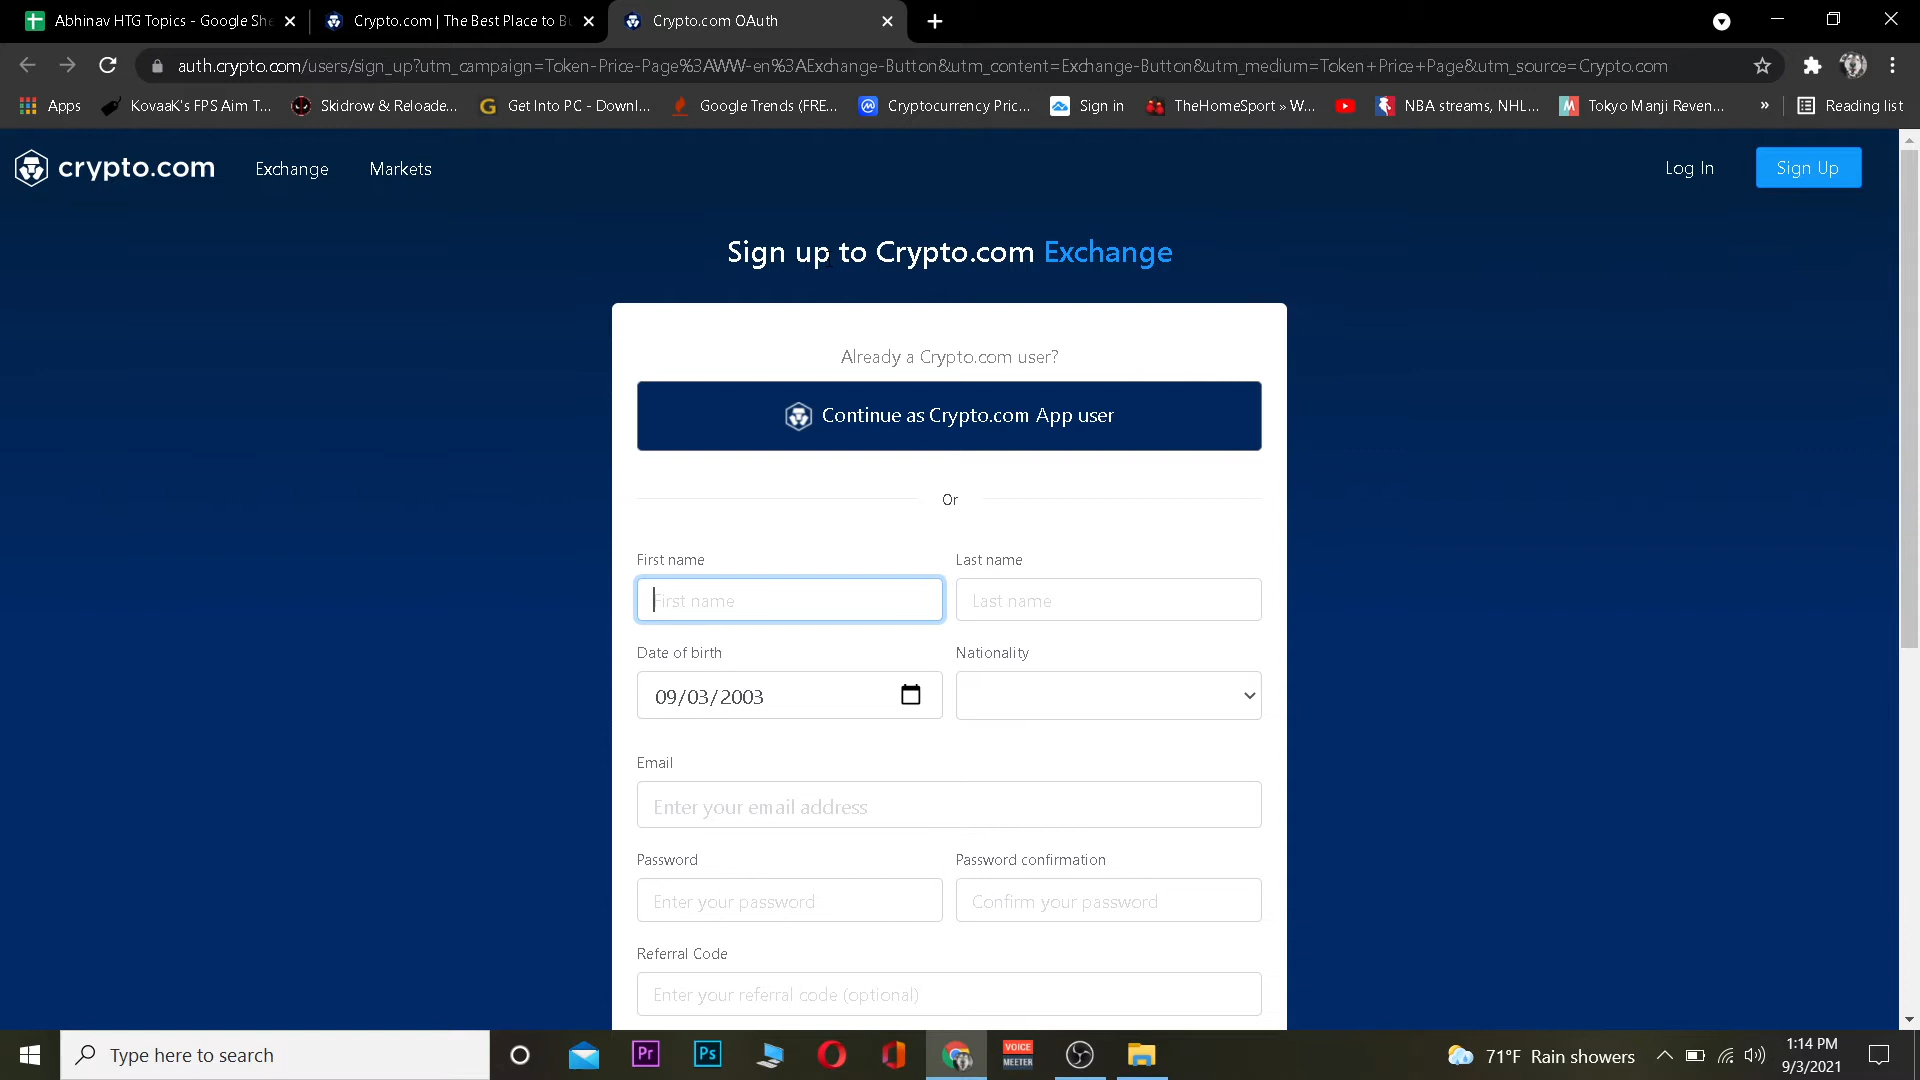 Abhinav HTG Topics - Google She
Crypto.com | The Best Place to B
Crypto.com OAuth
auth.crypto.com/users/sign_up?utm_campaign=Token-Price-Page%3AWW-en%3AExchange-Button&utm_content=Exchange-Button&utm_medium=Token+Price+Page&utm_source=Crypto.com
Apps
KovaaK's FPS Aim T...
Skidrow & Reloade...
Get Into PC - Downl...
Google Trends (FRE...
Cryptocurrency Pric...
Sign in
TheHomeSport » W...
NBA streams, NHL...
Tokyo Manji Reven...
»
Reading list
crypto.com
Exchange
Markets
Log In
Sign Up
Sign up to Crypto.com Exchange
Already a Crypto.com user?
Continue as Crypto.com App user
Or
First name
Last name
First name
Last name
Date of birth
Nationality
09/03/2003
Email
Enter your email address
Password
Password confirmation
Enter your password
Confirm your password
Referral Code
Enter your referral code (optional)
Type here to search
Pr
Ps
VOICE
MEETER
71°F Rain showers
1:14 PM
9/3/2021